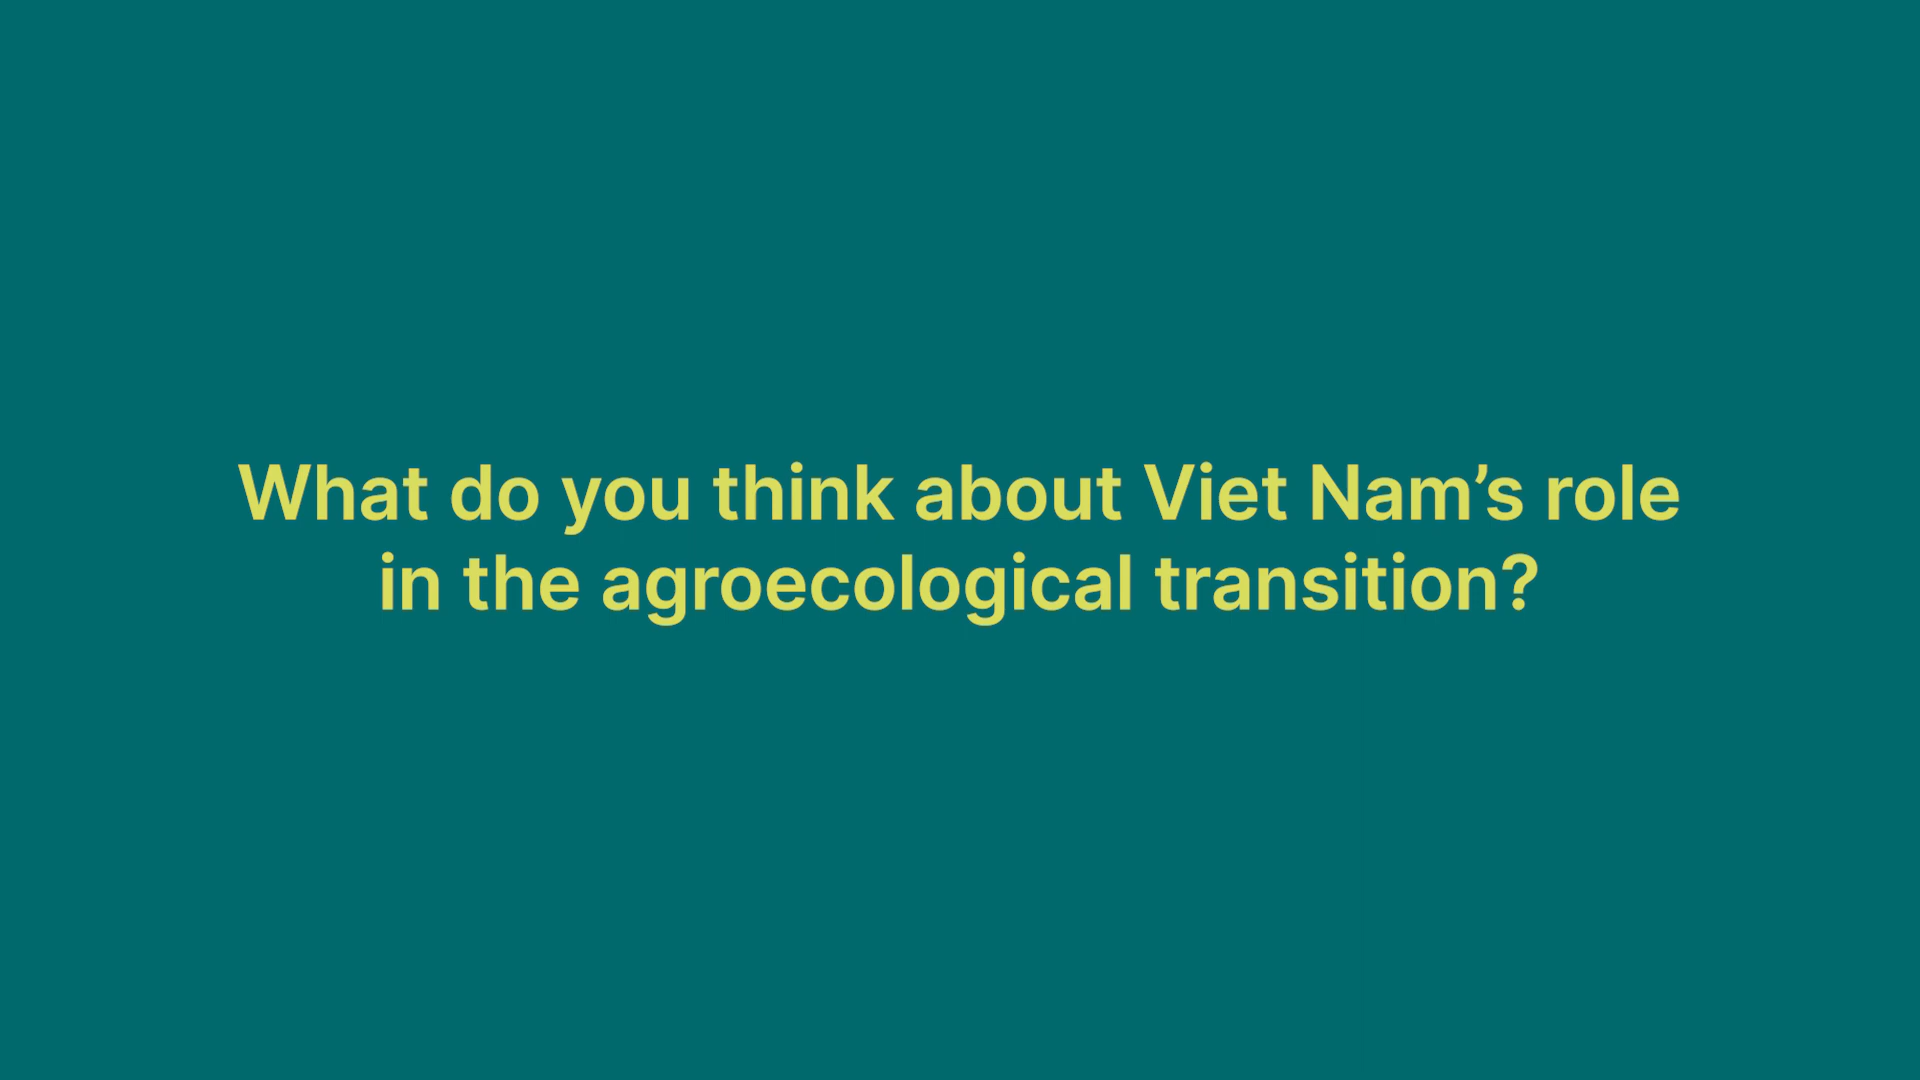 What do you think about Viet Nam’s role
in the agroecological transition?